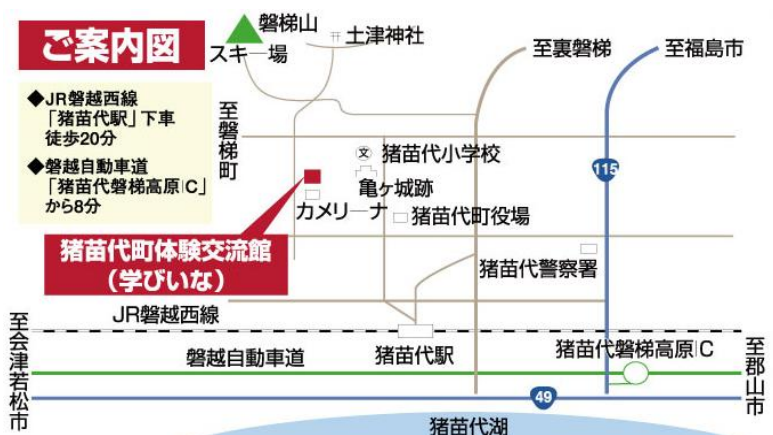 ご案内図
◆JR磐越西線
「猪苗代駅」下車
徒歩20分
◆磐越自動車道
「猪苗代磐梯高原IC」
から8分
磐梯山
スキー場
土津神社
至裏磐梯
至福島市
至磐梯町
文
猪苗代小学校
115
亀ヶ城跡
カメリーナ
猪苗代町役場
猪苗代町体験交流館
(学びいな)
猪苗代警察署
JR磐越西線
至会津若松市
猪苗代駅
磐越自動車道
猪苗代磐梯高原IC
至郡山市
49
猪苗代湖